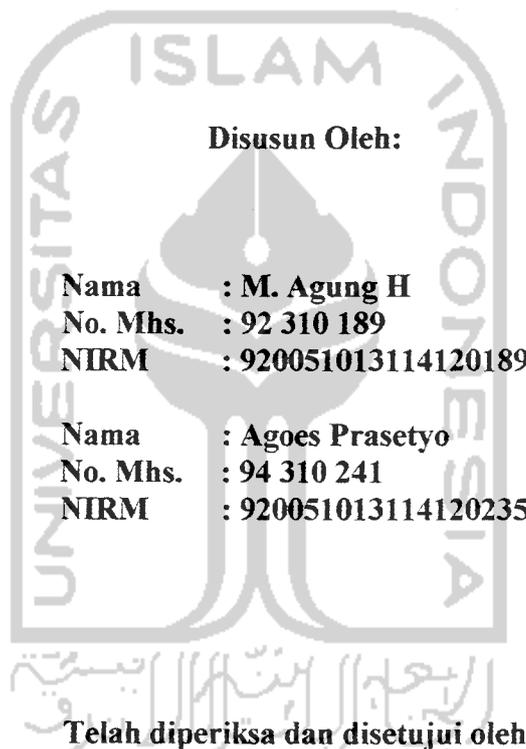 ISLAM
UNIVERSITAS
INDONESIA
Disusun Oleh:
Nama : M. Agung H
No. Mhs. : 92 310 189
NIRM : 920051013114120189
Nama : Agoes Prasetyo
No. Mhs. : 94 310 241
NIRM : 920051013114120235
Telah diperiksa dan disetujui oleh